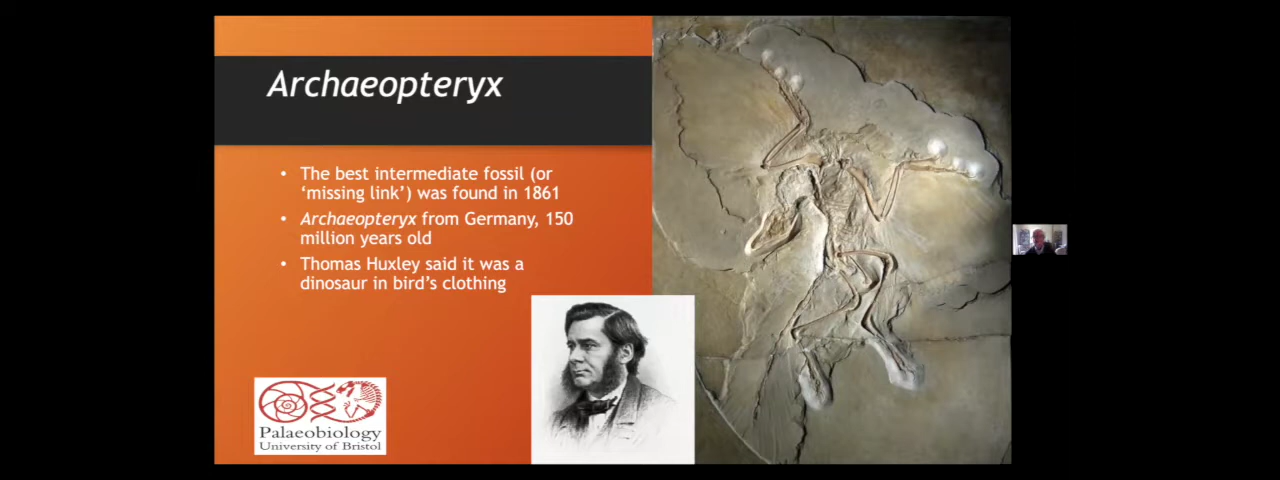 Archaeopteryx
• The best intermediate fossil (or
‘missing link’) was found in 1861
• Archaeopteryx from Germany, 150
million years old
• Thomas Huxley said it was a
dinosaur in bird’s clothing
Palaeobiology
University of Bristol